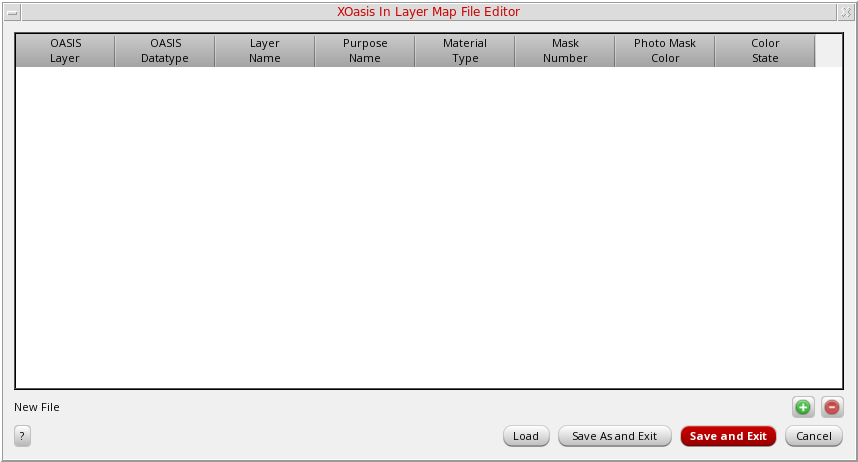 XOasis In Layer Map File Editor
OASIS Layer
OASIS Datatype
Layer Name
Purpose Name
Material Type
Mask Number
Photo Mask Color
Color State
New File
?
Load
Save As and Exit
Save and Exit
Cancel